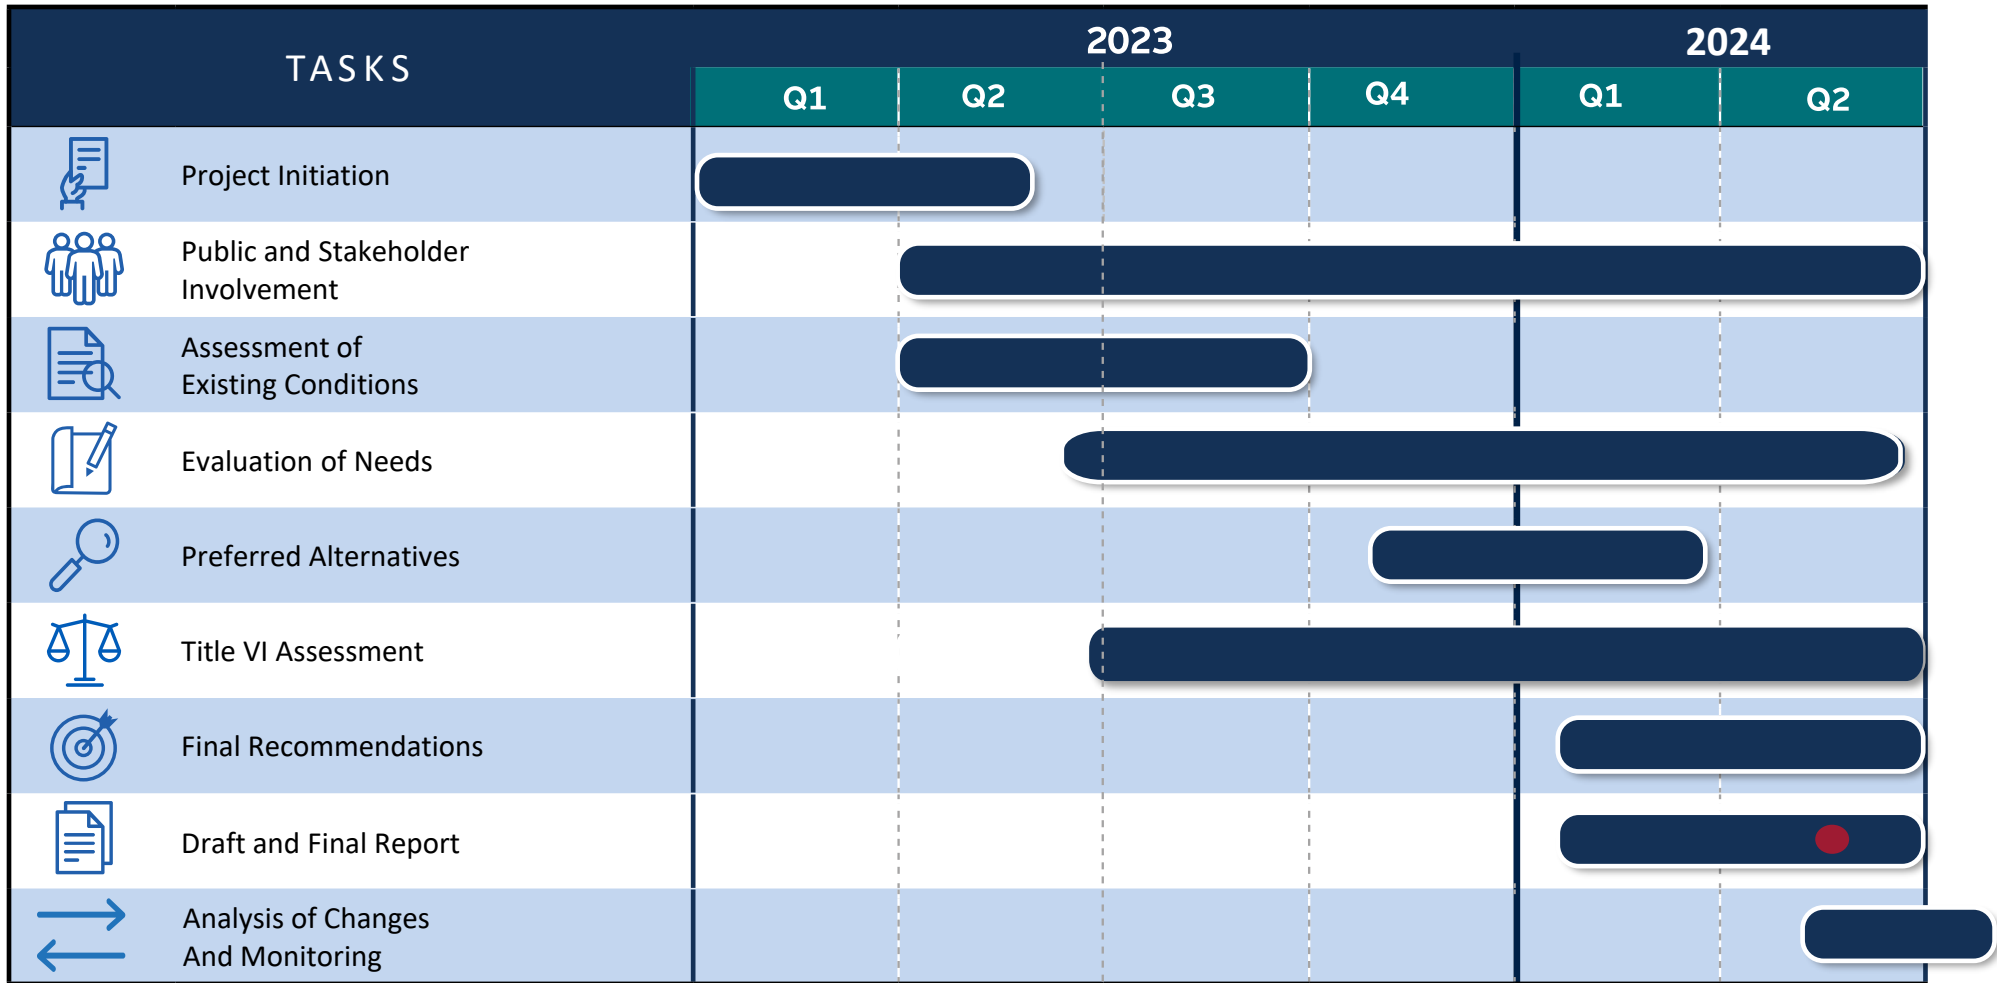 TASKS
2023
2024
Q1
Q2
Q3
Q4
Q1
Q2
Project Initiation
Public and Stakeholder
Involvement
Assessment of
Existing Conditions
Evaluation of Needs
Preferred Alternatives
Title VI Assessment
Final Recommendations
Draft and Final Report
Analysis of Changes
And Monitoring